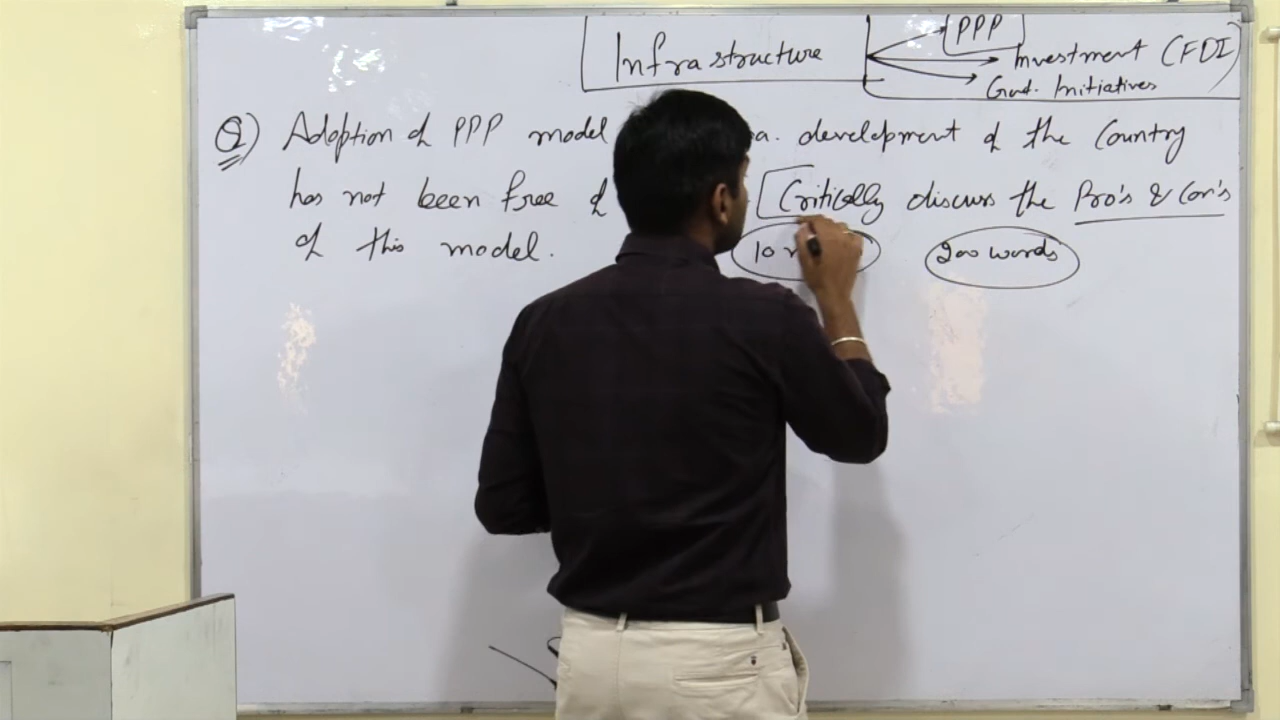 Infrastructure
PPP
Investment (FDI)
Govt. Initiatives
Q) Adoption of PPP model a. development of the Country
has not been free of Critically discuss the Pro's & Con's
of this model. 10 200 words